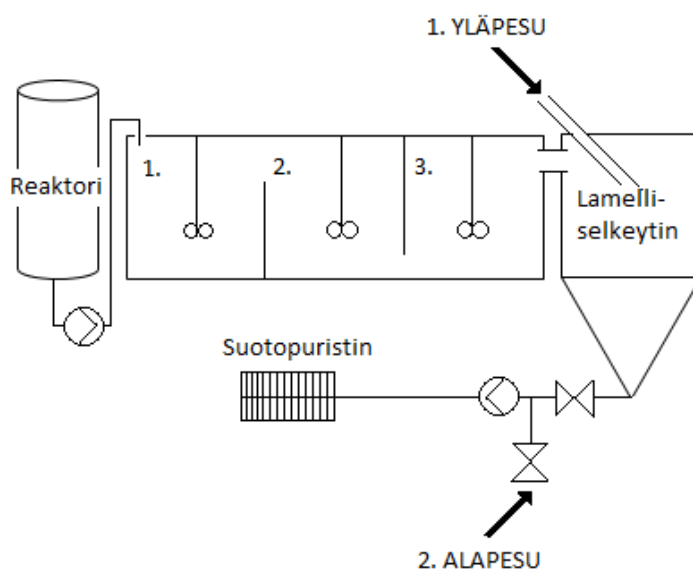 1. YLÄPESU
Reaktori
1.
2.
3.
Lamelli-
selkeytin
Suotopuristin
2. ALAPESU